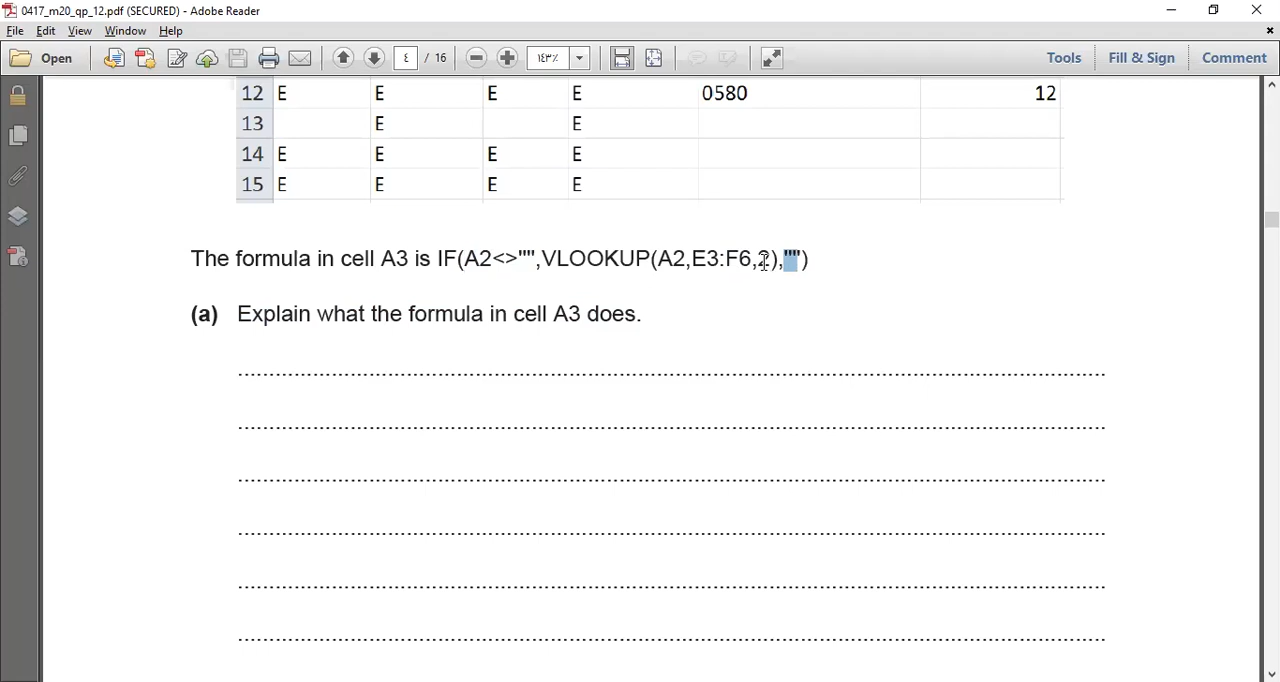 0417_m20_qp_12.pdf (SECURED) - Adobe Reader
File Edit View Window Help
Open ٤ / 16 ١٤٣٪ Tools Fill & Sign Comment
12 E E E E 0580 12
13 E E
14 E E E E
15 E E E E
The formula in cell A3 is IF(A2<>"",VLOOKUP(A2,E3:F6,2),"")
(a) Explain what the formula in cell A3 does.